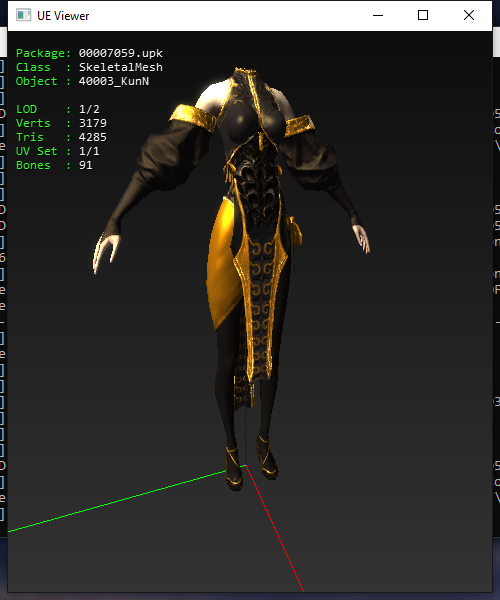 UE Viewer
Package: 00007059.upk
Class : SkeletalMesh
Object : 40003_KunN
LOD : 1/2
Verts : 3179
Tris : 4285
UV Set : 1/1
Bones : 91